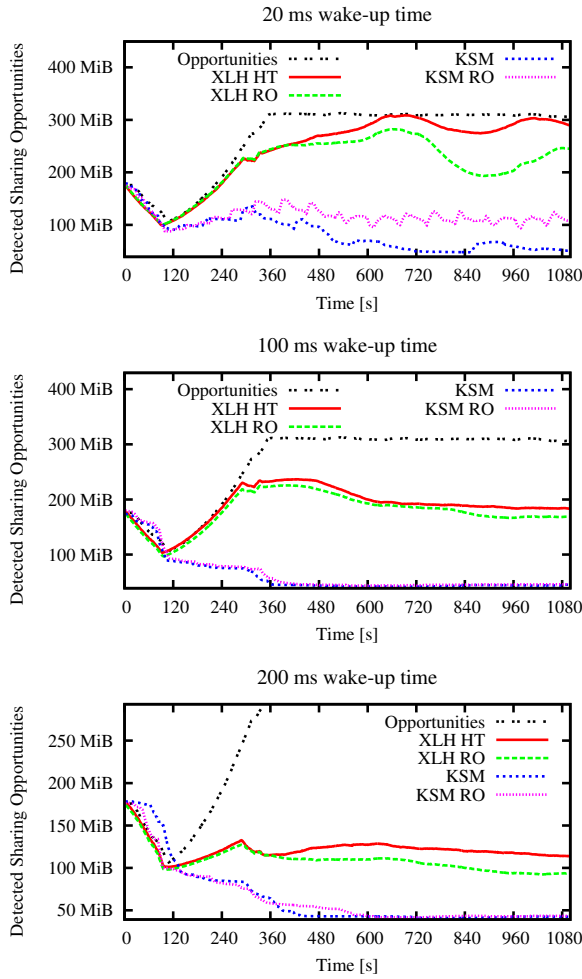 20 ms wake-up time
Detected Sharing Opportunities
400 MiB
300 MiB
200 MiB
100 MiB
Opportunities
XLH HT
XLH RO
KSM
KSM RO
0 120 240 360 480 600 720 840 960 1080
Time [s]
100 ms wake-up time
Detected Sharing Opportunities
400 MiB
300 MiB
200 MiB
100 MiB
Opportunities
XLH HT
XLH RO
KSM
KSM RO
0 120 240 360 480 600 720 840 960 1080
Time [s]
200 ms wake-up time
Detected Sharing Opportunities
250 MiB
200 MiB
150 MiB
100 MiB
50 MiB
Opportunities
XLH HT
XLH RO
KSM
KSM RO
0 120 240 360 480 600 720 840 960 1080
Time [s]